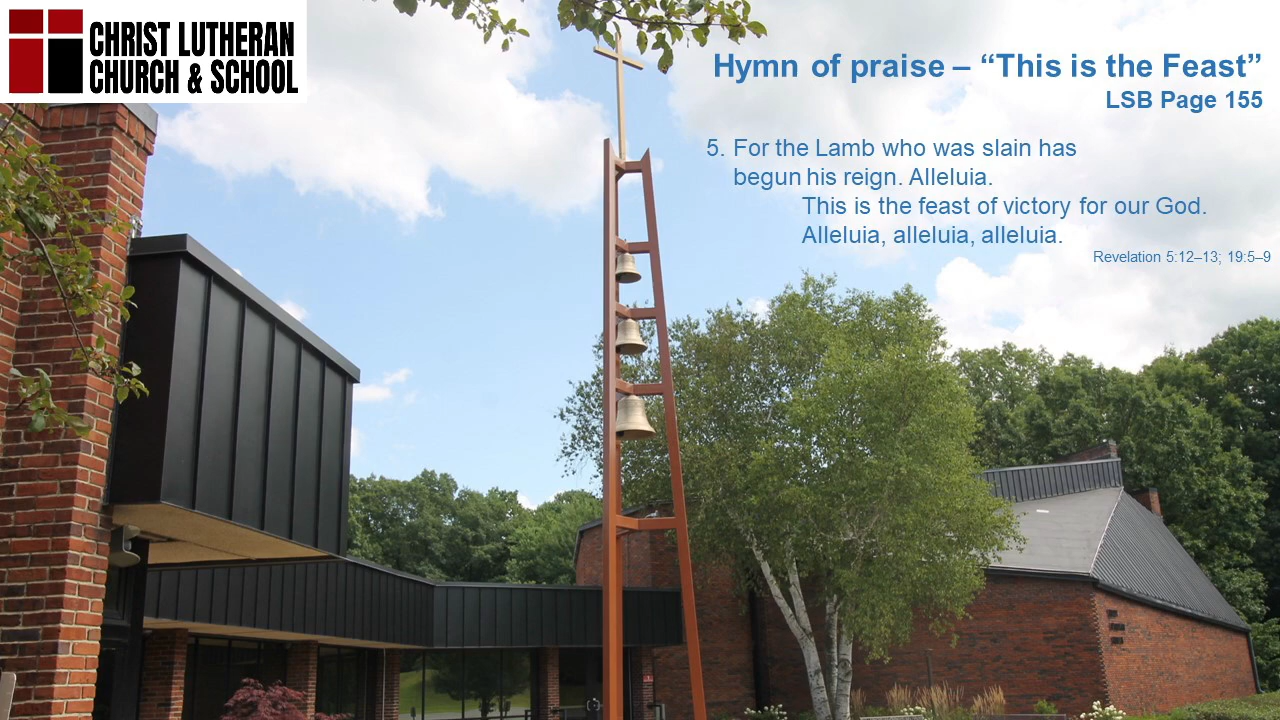 CHRIST LUTHERAN
CHURCH & SCHOOL
Hymn of praise – “This is the Feast”
LSB Page 155
5. For the Lamb who was slain has
begun his reign. Alleluia.
This is the feast of victory for our God.
Alleluia, alleluia, alleluia.
Revelation 5:12–13; 19:5–9